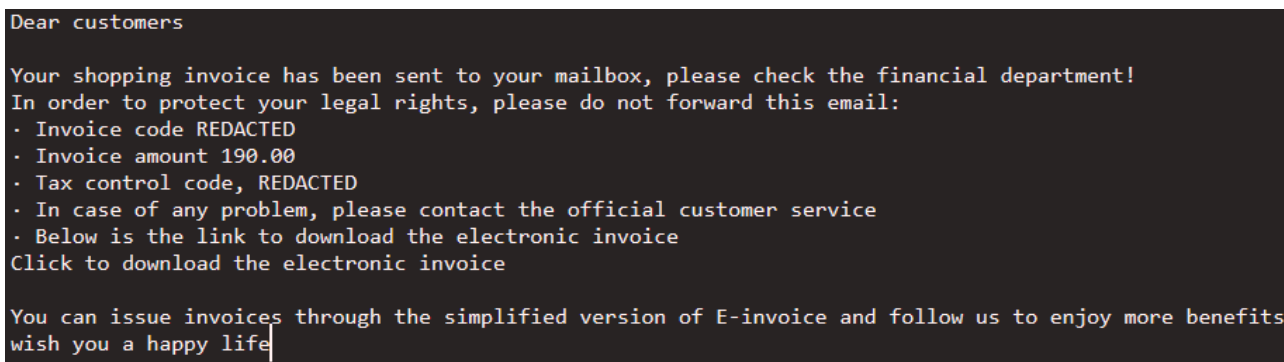 Dear customers
Your shopping invoice has been sent to your mailbox, please check the financial department!
In order to protect your legal rights, please do not forward this email:
· Invoice code REDACTED
· Invoice amount 190.00
· Tax control code, REDACTED
· In case of any problem, please contact the official customer service
· Below is the link to download the electronic invoice
Click to download the electronic invoice
You can issue invoices through the simplified version of E-invoice and follow us to enjoy more benefits
wish you a happy life